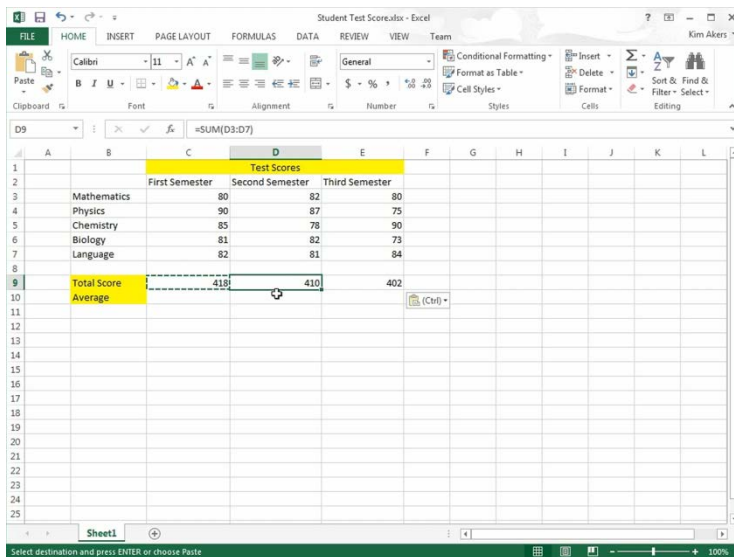 Student Test Score.xlsx - Excel
FILE HOME INSERT PAGE LAYOUT FORMULAS DATA REVIEW VIEW Team Kim Akers
Paste
Calibri 11
B I U
General
$ - % ,
Conditional Formatting
Format as Table
Cell Styles
Insert
Delete
Format
Sort & Filter
Find & Select
Clipboard Font Alignment Number Styles Cells Editing
D9 fx =SUM(D3:D7)
A B C D E F G H I J K L
1 Test Scores
2 First Semester Second Semester Third Semester
3 Mathematics 80 82 80
4 Physics 90 87 75
5 Chemistry 85 78 90
6 Biology 81 82 73
7 Language 82 81 84
8
9 Total Score 418 410 402
10 Average (Ctrl)
11
12
13
14
15
16
17
18
19
20
21
22
23
24
25
Sheet1
Select destination and press ENTER or choose Paste 100%